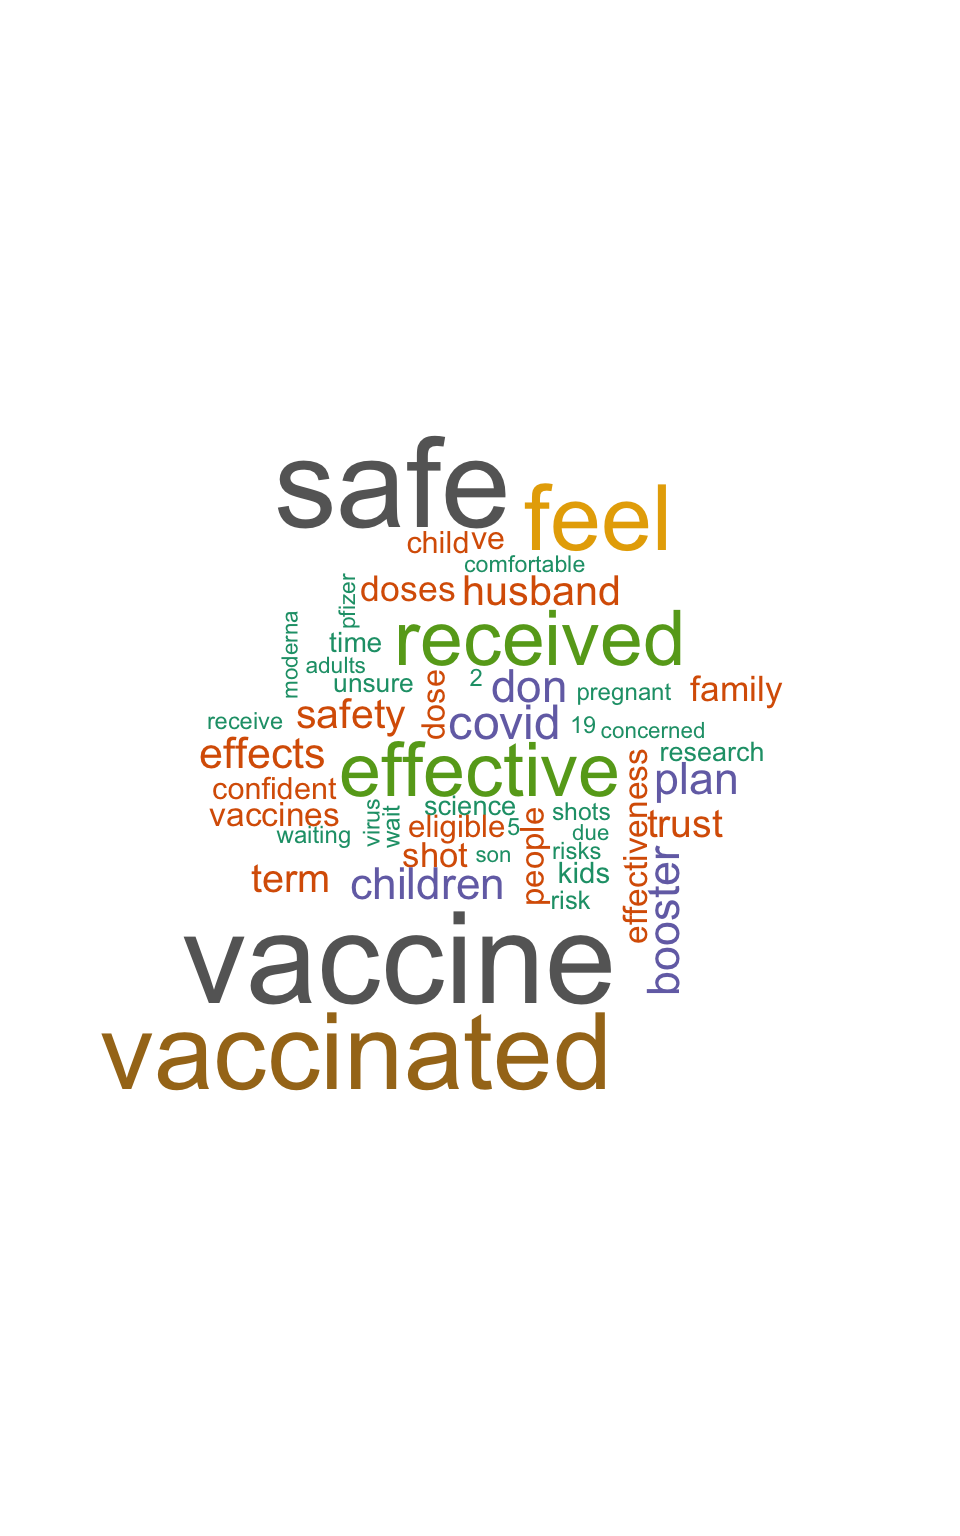 safe
feel
child
ve
comfortable
pfizer
doses
husband
moderna
time
received
adults
unsure
dose
2
don
pregnant
family
receive
safety
covid
19
concerned
effects
effective
research
confident
effectiveness
plan
vaccines
virus
wait
science
shots
trust
waiting
eligible
5
people
due
shot
son
risks
term
children
kids
risk
booster
vaccine
vaccinated